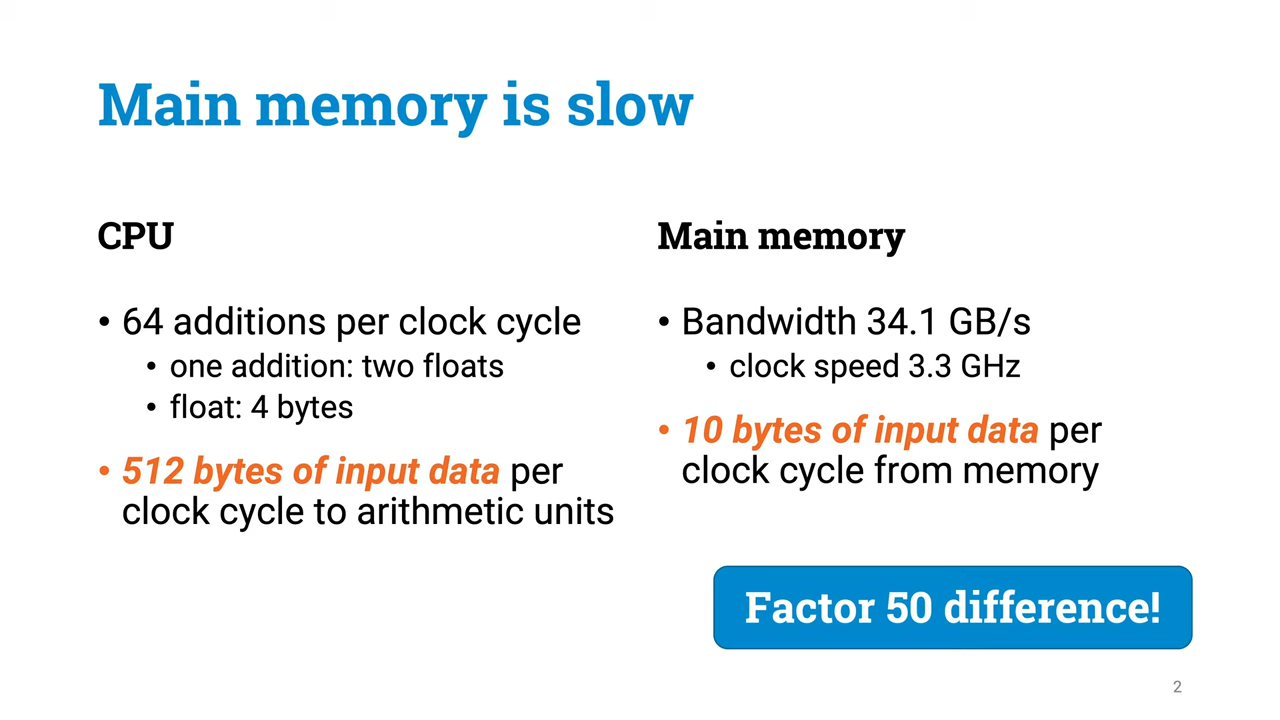 Main memory is slow
CPU
• 64 additions per clock cycle
• one addition: two floats
• float: 4 bytes
• 512 bytes of input data per
clock cycle to arithmetic units
Main memory
• Bandwidth 34.1 GB/s
• clock speed 3.3 GHz
• 10 bytes of input data per
clock cycle from memory
Factor 50 difference!
2